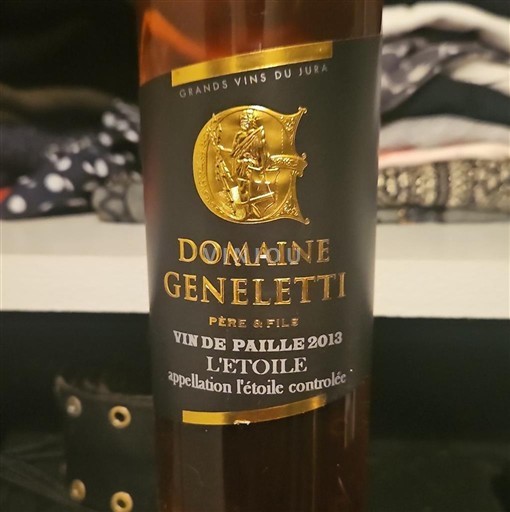 GRANDS VINS DU JURA
DOMAINE
GENELETTI
PÈRE & FILS
VIN DE PAILLE 2013
L'ETOILE
appellation l'étoile controlée